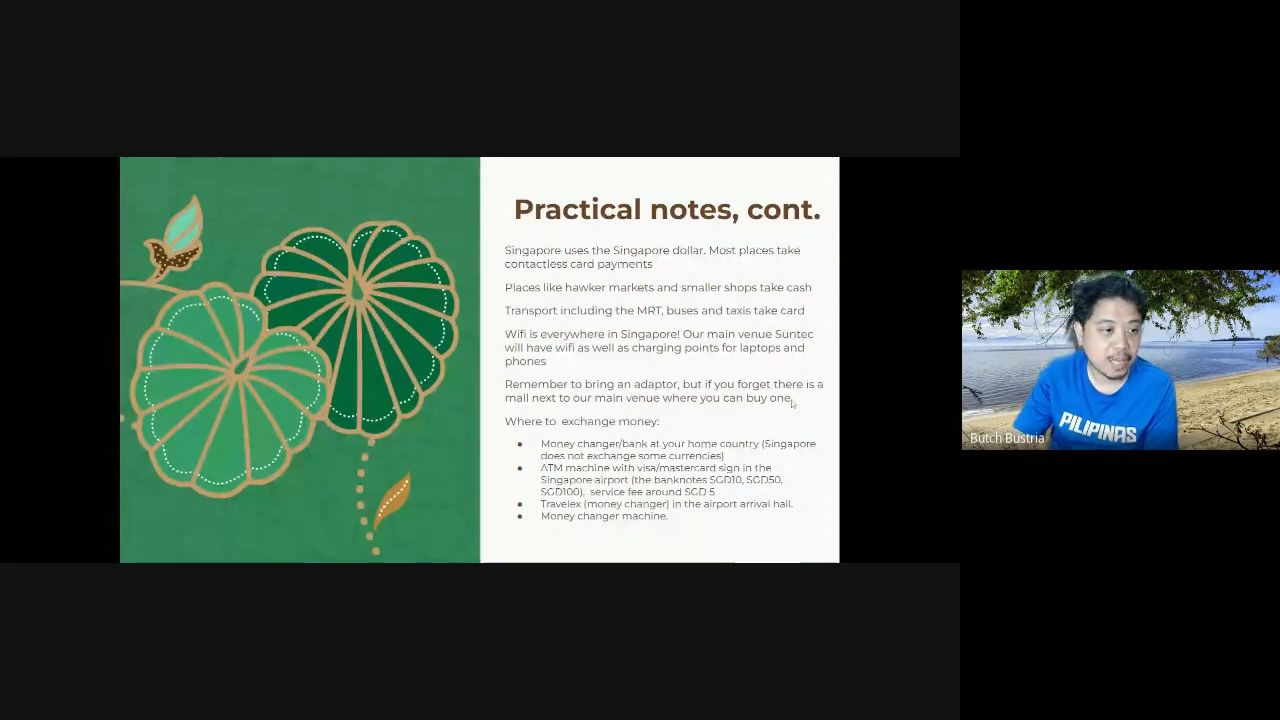 Practical notes, cont.
Singapore uses the Singapore dollar. Most places take
contactless card payments
Places like hawker markets and smaller shops take cash
Transport including the MRT, buses and taxis take card
Wifi is everywhere in Singapore! Our main venue Suntec
will have wifi as well as charging points for laptops and
phones
Remember to bring an adaptor, but if you forget there is a
mall next to our main venue where you can buy one.
Where to exchange money:
● Money changer/bank at your home country (Singapore
does not exchange some currencies)
● ATM machine with visa/mastercard sign in the
Singapore airport (the banknotes SGD10, SGD50,
SGD100), service fee around SGD 5
● Travelex (money changer) in the airport arrival hall.
● Money changer machine.
PILIPINAS
Butch Bustria